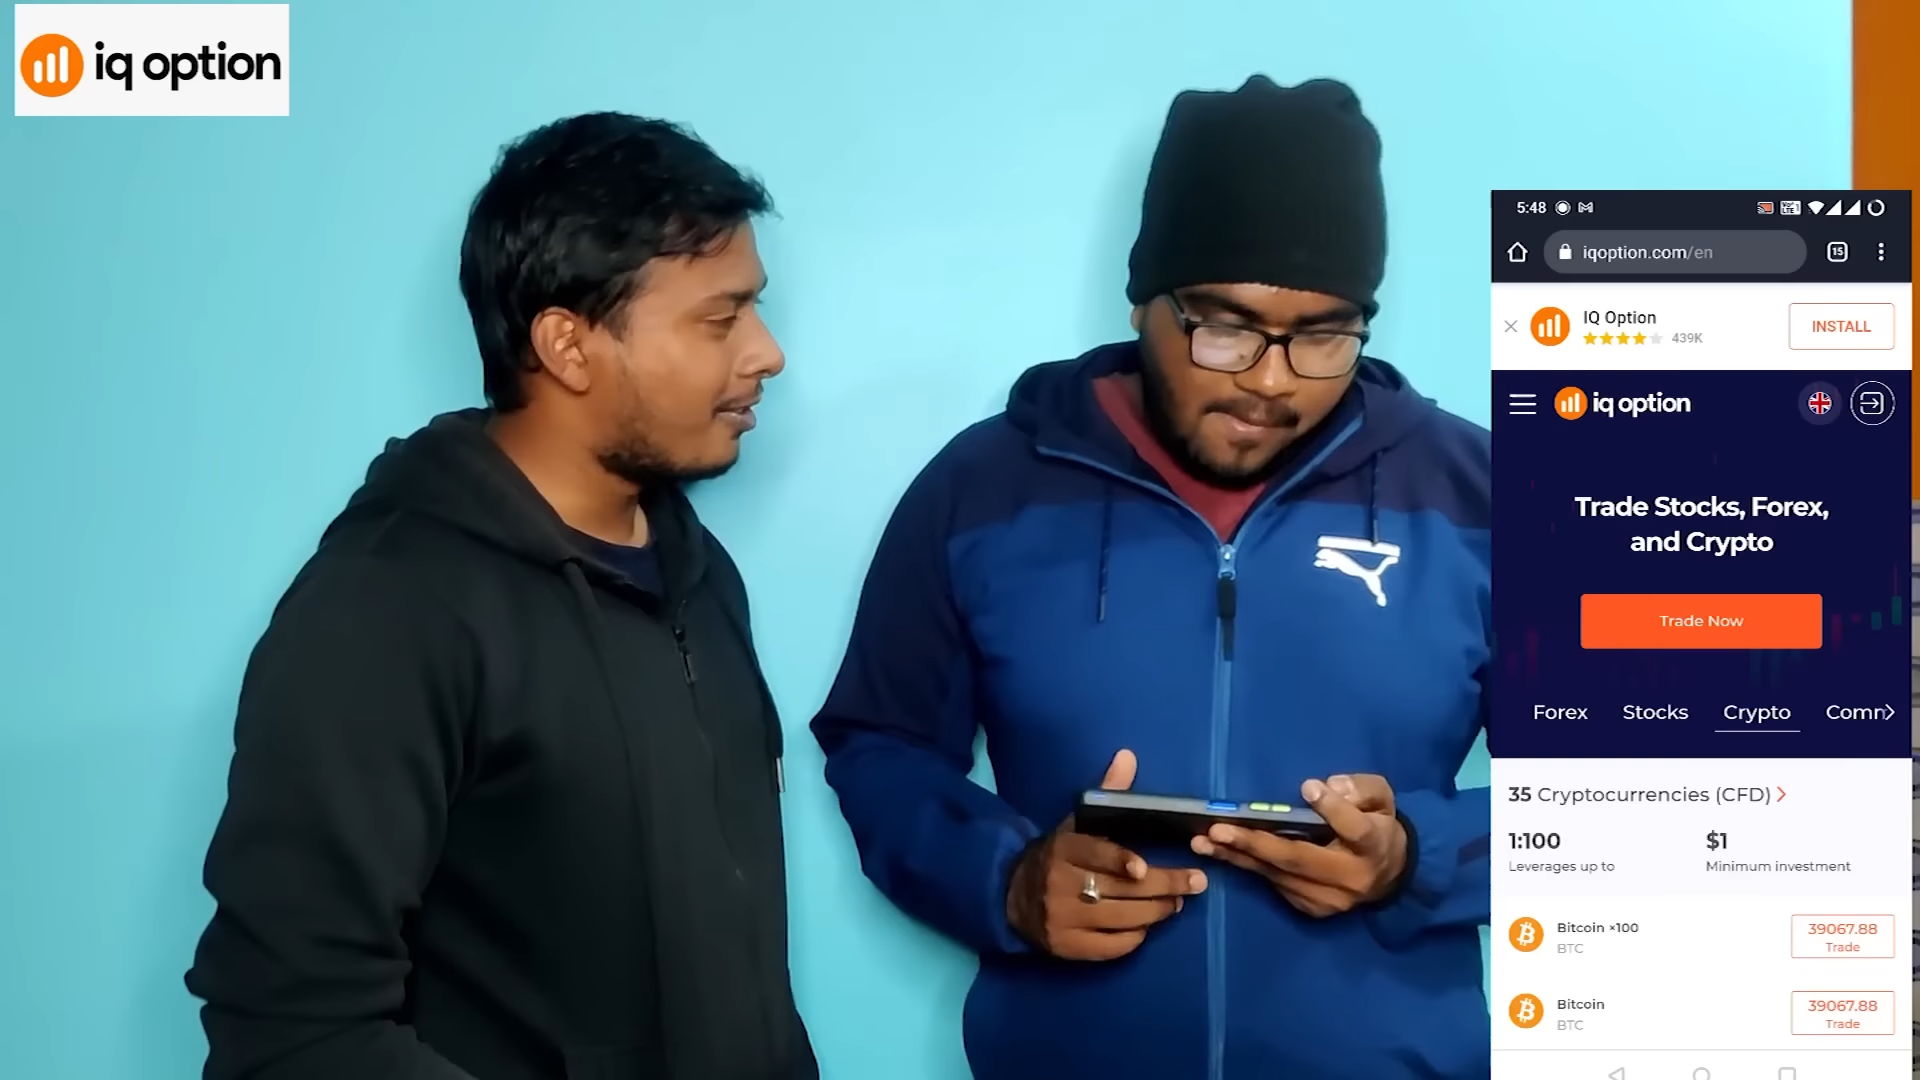 iq option
5:48
iqoption.com/en
15
IQ Option
439K
INSTALL
iq option
Trade Stocks, Forex,
and Crypto
Trade Now
Forex Stocks Crypto Comm
35 Cryptocurrencies (CFD)
1:100 $1
Leverages up to Minimum investment
Bitcoin ×100 39067.88
BTC Trade
Bitcoin 39067.88
BTC Trade